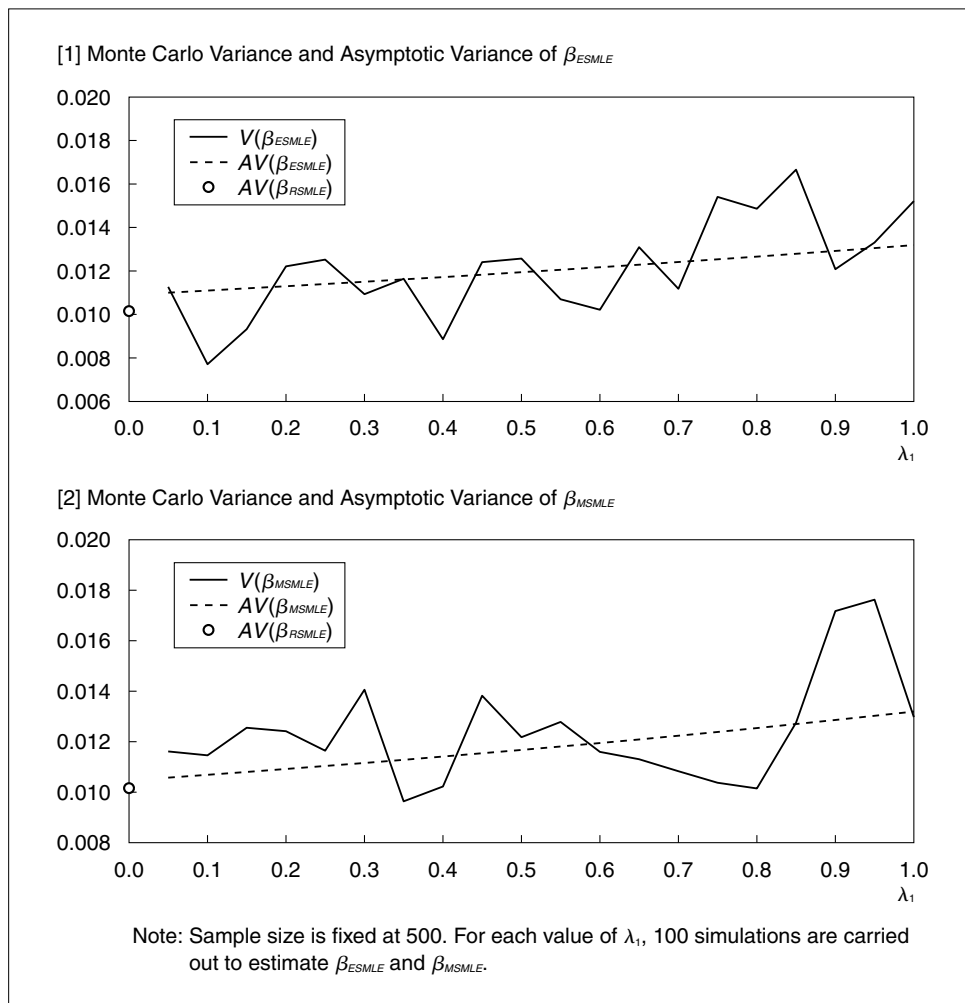 [1] Monte Carlo Variance and Asymptotic Variance of βESMLE
0.020
0.018
0.016
0.014
0.012
0.010
0.008
0.006
V(βESMLE)
AV(βESMLE)
AV(βRSMLE)
0.0 0.1 0.2 0.3 0.4 0.5 0.6 0.7 0.8 0.9 1.0
λ1
[2] Monte Carlo Variance and Asymptotic Variance of βMSMLE
0.020
0.018
0.016
0.014
0.012
0.010
0.008
V(βMSMLE)
AV(βMSMLE)
AV(βRSMLE)
0.0 0.1 0.2 0.3 0.4 0.5 0.6 0.7 0.8 0.9 1.0
λ1
Note: Sample size is fixed at 500. For each value of λ1, 100 simulations are carried
out to estimate βESMLE and βMSMLE.